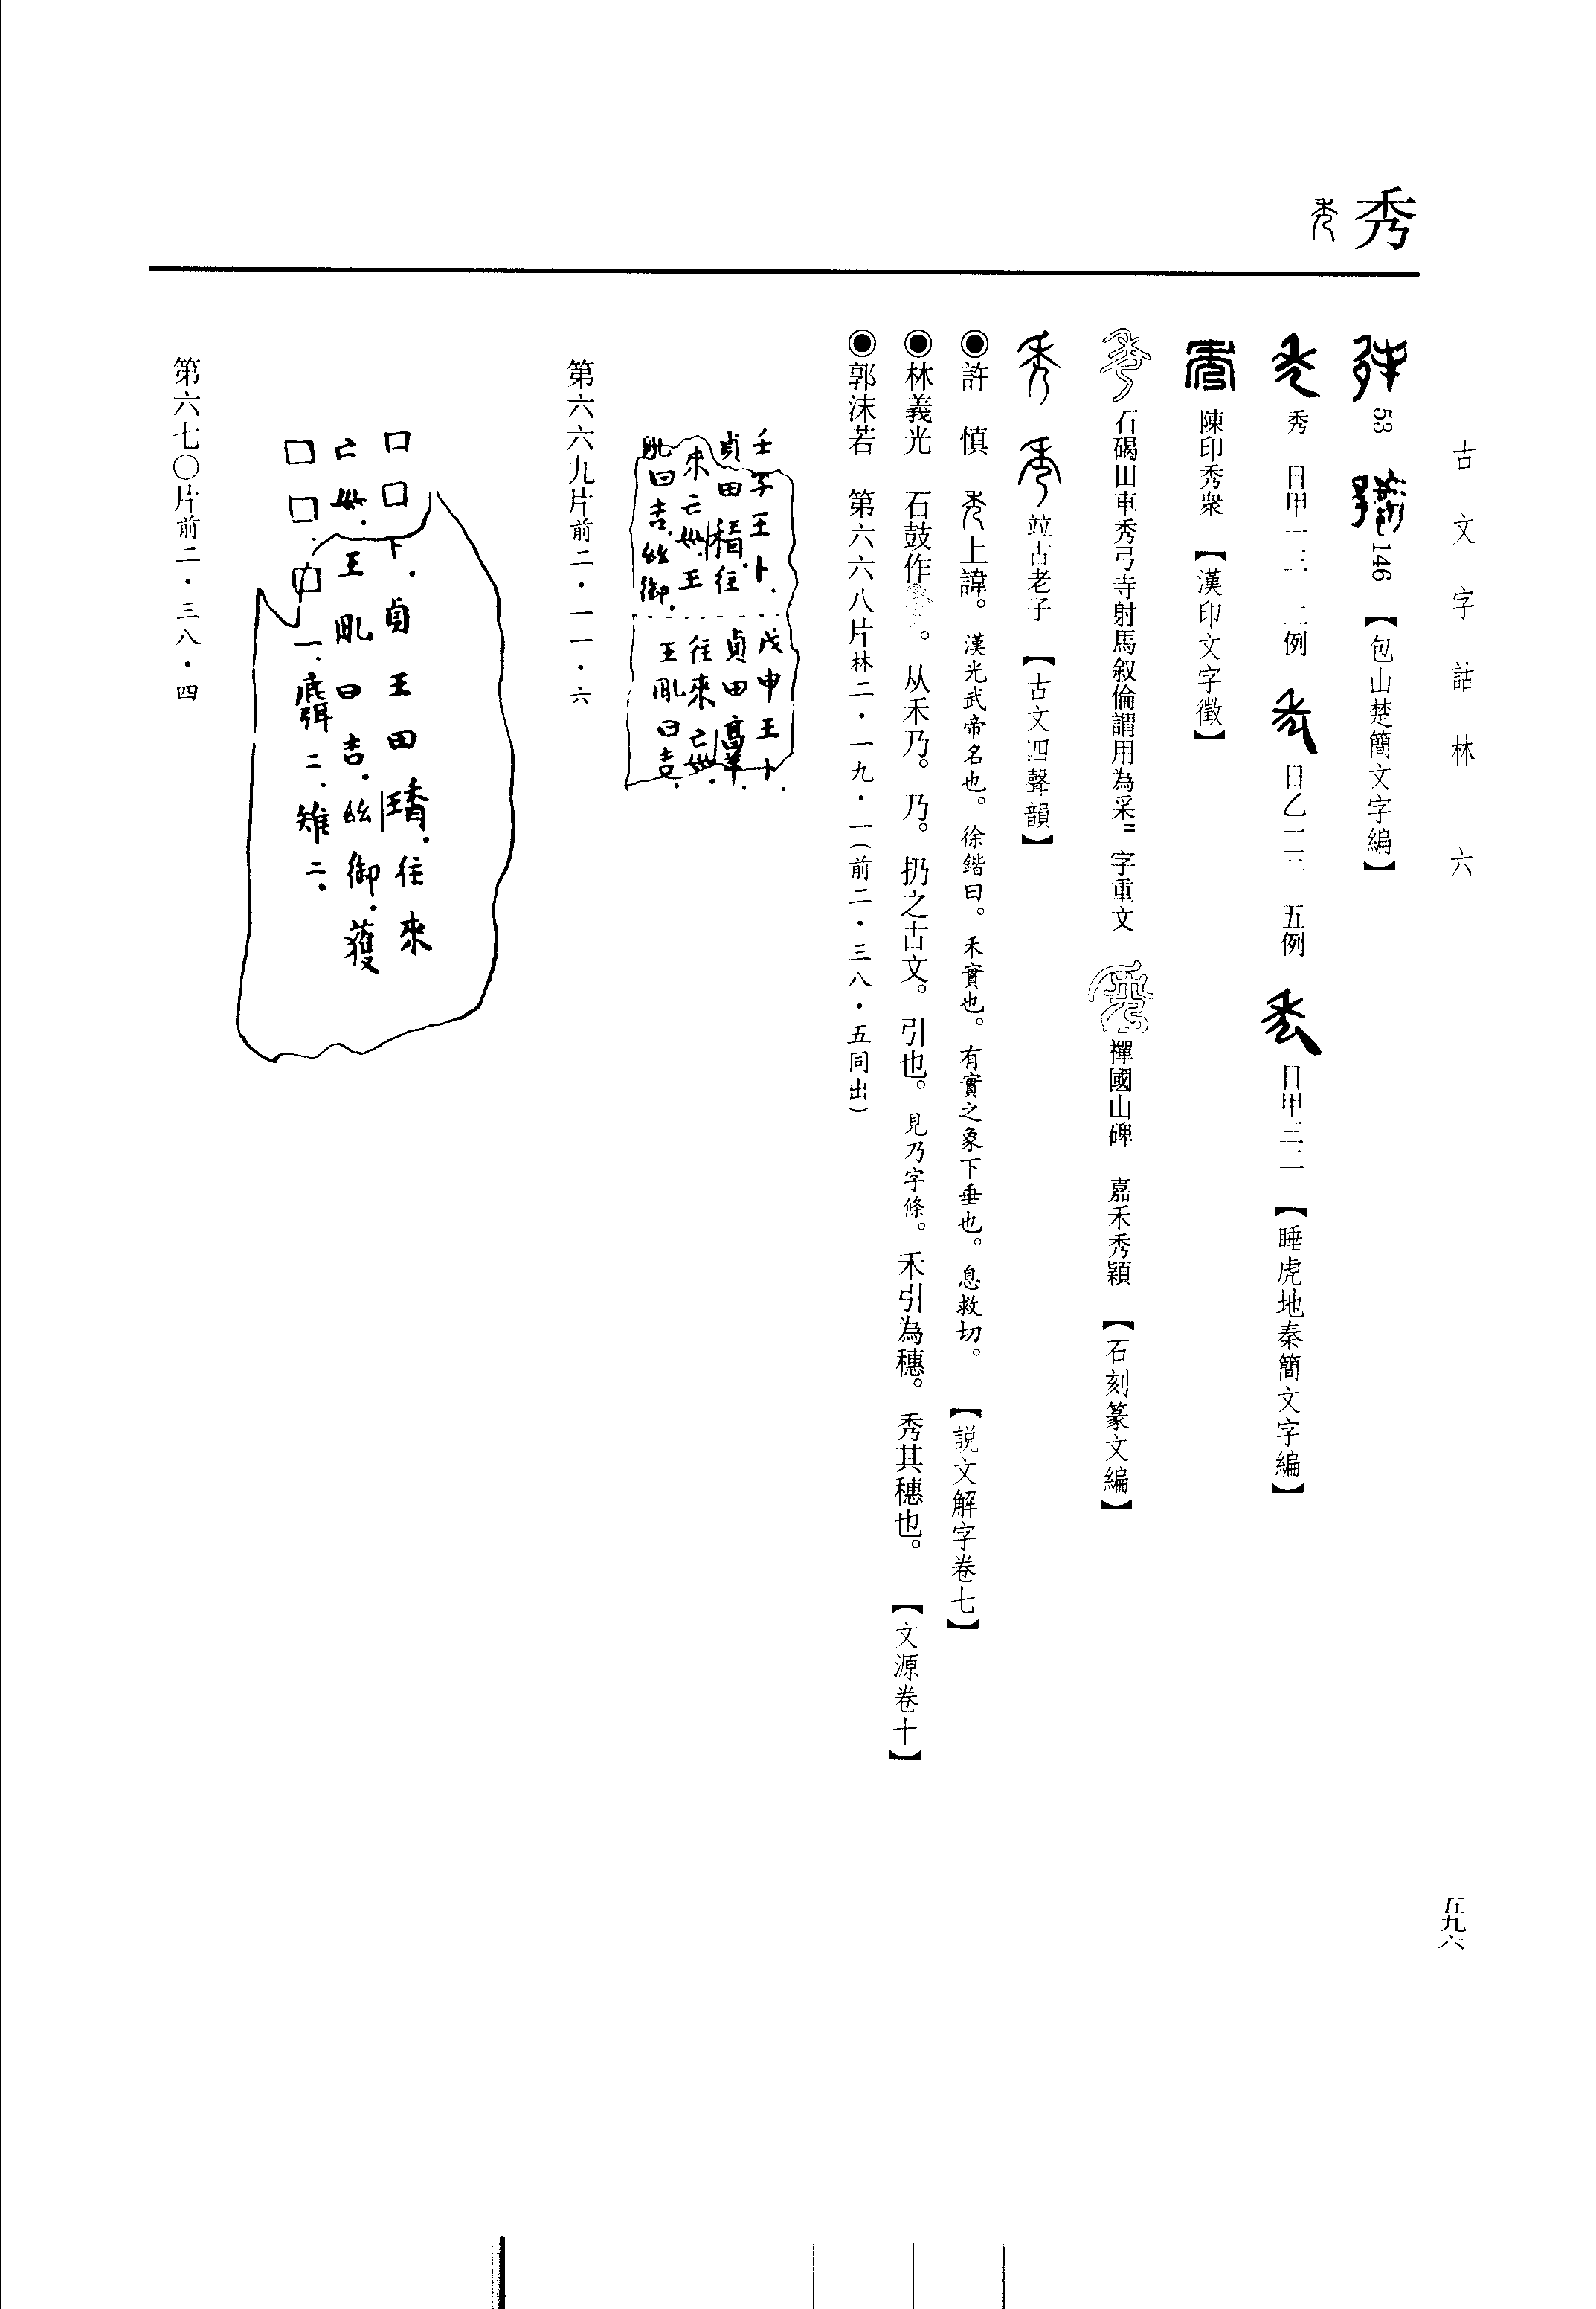 古文字詁林 六
五九六
秀
53 146 【包山楚簡文字編】
秀 日甲一三 二例 日乙一二三 五例 日甲三二 【睡虎地秦簡文字編】
陳印秀衆 【漢印文字徵】
石碣田車秀弓寺射馬叙倫謂用為采〓字重文 禪國山碑 嘉禾秀穎 【石刻篆文編】
竝古老子 【古文四聲韻】
◉許 慎 秀上諱。漢光武帝名也。徐鍇曰。禾實也。有實之象下垂也。息救切。 【説文解字卷七】
◉林義光 石鼓作。从禾乃。乃。扔之古文。引也。見乃字條。禾引為穗。秀其穗也。 【文源卷十】
◉郭沫若 第六六八片林二·一九·一(前二·三八·五同出)
壬子王卜.
貞田 往
來亡 .王
曰吉.丝御.
戊申王卜.
貞田
往來亡 .
王 曰吉.
第六六九片前二·一一·六
口口卜.貞王田 .往來
亡 .王 曰吉.丝御.獲
口口.口一. 二.雉二.
第六七〇片前二·三八·四